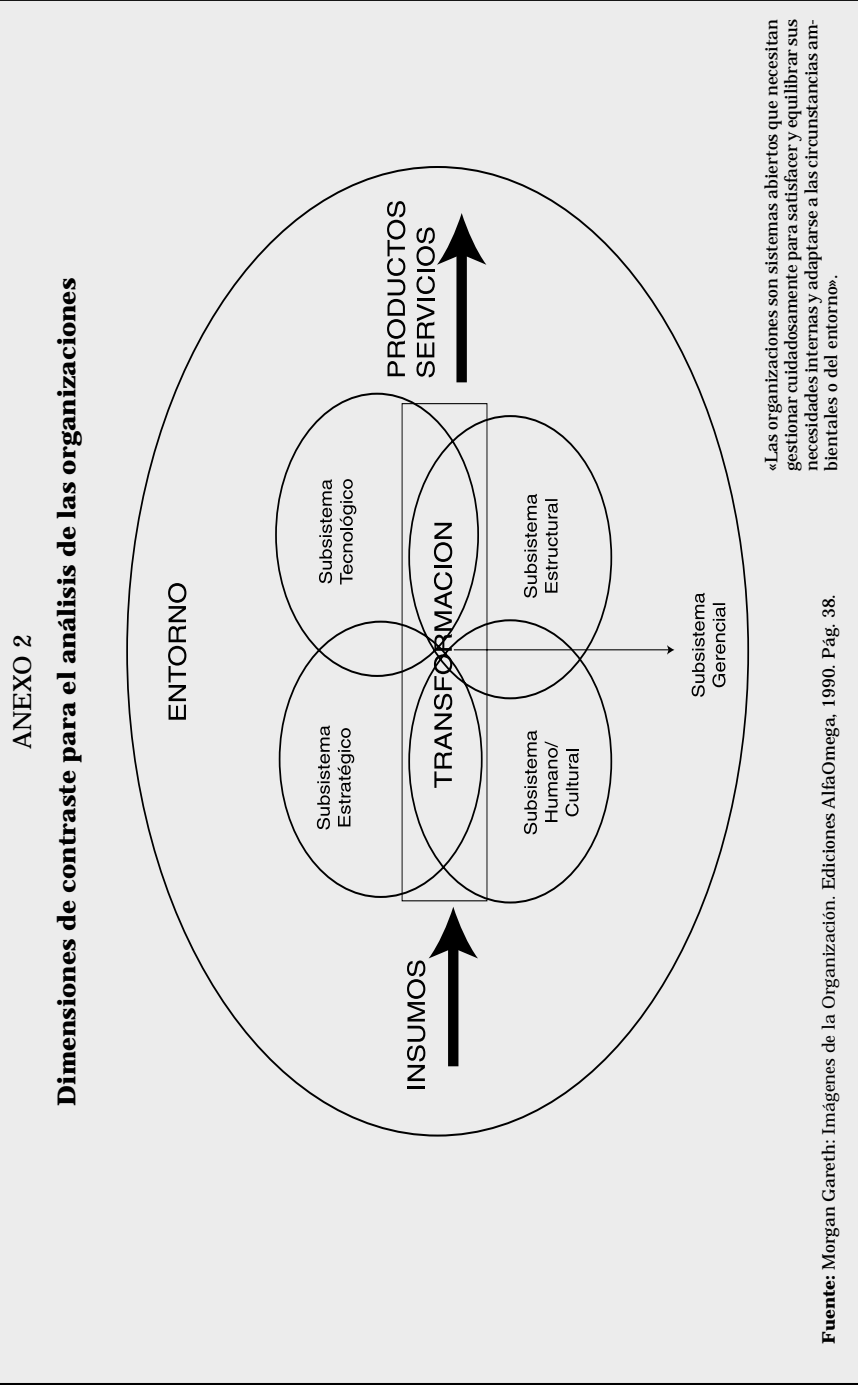 ANEXO 2
Dimensiones de contraste para el análisis de las organizaciones
ENTORNO
Subsistema
Estratégico
Subsistema
Tecnológico
INSUMOS
TRANSFORMACION
PRODUCTOS
SERVICIOS
Subsistema
Humano/
Cultural
Subsistema
Estructural
Subsistema
Gerencial
«Las organizaciones son sistemas abiertos que necesitan
gestionar cuidadosamente para satisfacer y equilibrar sus
necesidades internas y adaptarse a las circunstancias am-
bientales o del entorno».
Fuente: Morgan Gareth: Imágenes de la Organización. Ediciones AlfaOmega, 1990. Pág. 38.